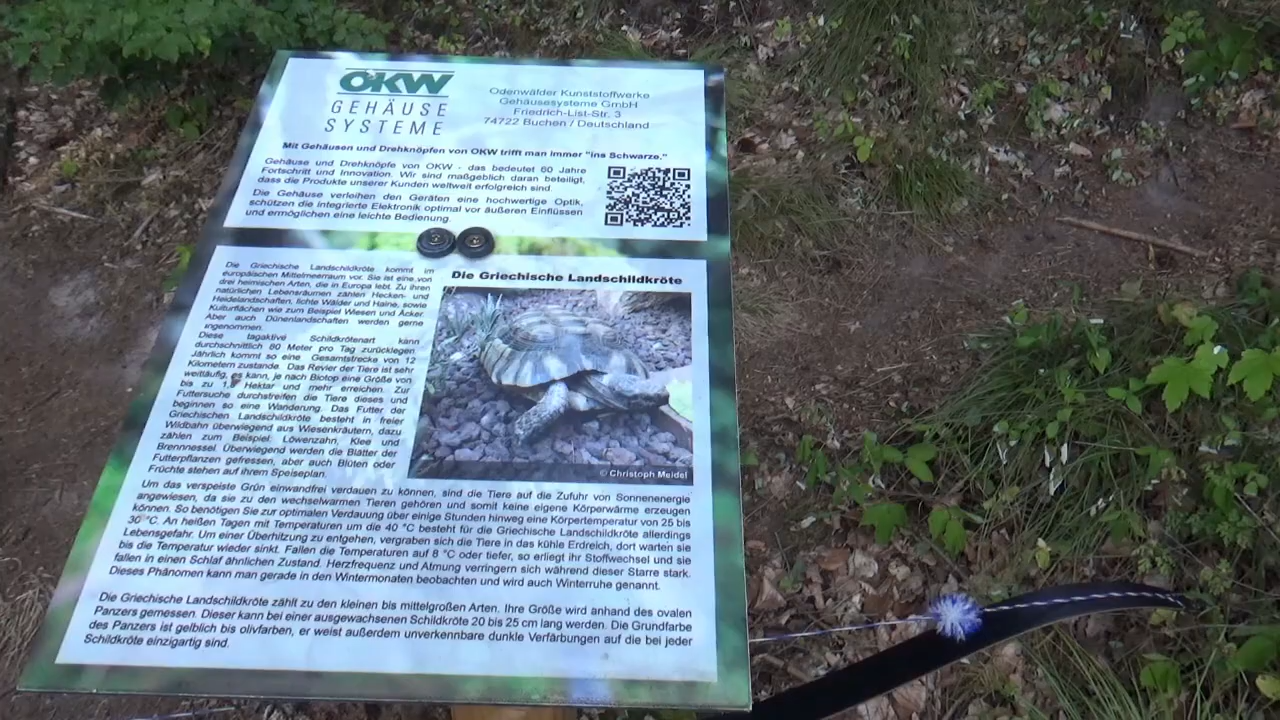 OKW
GEHÄUSE
SYSTEME
Odenwälder Kunststoffwerke
Gehäusesysteme GmbH
Friedrich-List-Str. 3
74722 Buchen / Deutschland
Mit Gehäusen und Drehknöpfen von OKW trifft man immer "ins Schwarze."
Gehäuse und Drehknöpfe von OKW - das bedeutet 60 Jahre
Fortschritt und Innovation. Wir sind maßgeblich daran beteiligt,
dass die Produkte unserer Kunden weltweit erfolgreich sind.
Die Gehäuse verleihen den Geräten eine hochwertige Optik,
schützen die integrierte Elektronik optimal vor äußeren Einflüssen
und ermöglichen eine leichte Bedienung.
Die Griechische Landschildkröte
Die Griechische Landschildkröte kommt im
europäischen Mittelmeerraum vor. Sie ist eine von
drei heimischen Arten, die in Europa lebt. Zu ihren
natürlichen Lebensräumen zählen Hecken- und
Heidelandschaften, lichte Wälder und Haine, sowie
Kulturflächen wie zum Beispiel Wiesen und Äcker.
Aber auch Dünenlandschaften werden gerne
eingenommen.
Diese tagaktive Schildkrötenart kann
durchschnittlich 80 Meter pro Tag zurücklegen.
Jährlich kommt so eine Gesamtstrecke von 12
Kilometern zustande. Das Revier der Tiere ist sehr
weitläufig, es kann, je nach Biotop eine Größe von
bis zu Hektar und mehr erreichen. Zur
Futtersuche durchstreifen die Tiere dieses und
beginnen so eine Wanderung. Das Futter der
Griechischen Landschildkröte besteht in freier
Wildbahn überwiegend aus Wiesenkräutern, dazu
zählen zum Beispiel: Löwenzahn, Klee und
Brennnessel. Überwiegend werden die Blätter der
Futterpflanzen gefressen, aber auch Blüten oder
Früchte stehen auf ihrem Speiseplan.
© Christoph Meidel
Um das verspeiste Grün einwandfrei verdauen zu können, sind die Tiere auf die Zufuhr von Sonnenenergie
angewiesen, da sie zu den wechselwarmen Tieren gehören und somit keine eigene Körperwärme erzeugen
können. So benötigen Sie zur optimalen Verdauung über einige Stunden hinweg eine Körpertemperatur von 25 bis
30 °C. An heißen Tagen mit Temperaturen um die 40 °C besteht für die Griechische Landschildkröte allerdings
Lebensgefahr. Um einer Überhitzung zu entgehen, vergraben sich die Tiere in das kühle Erdreich, dort warten sie
bis die Temperatur wieder sinkt. Fallen die Temperaturen auf 8 °C oder tiefer, so erliegt ihr Stoffwechsel und sie
fallen in einen Schlaf ähnlichen Zustand. Herzfrequenz und Atmung verringern sich während dieser Starre stark.
Dieses Phänomen kann man gerade in den Wintermonaten beobachten und wird auch Winterruhe genannt.
Die Griechische Landschildkröte zählt zu den kleinen bis mittelgroßen Arten. Ihre Größe wird anhand des ovalen
Panzers gemessen. Dieser kann bei einer ausgewachsenen Schildkröte 20 bis 25 cm lang werden. Die Grundfarbe
des Panzers ist gelblich bis olivfarben, er weist außerdem unverkennbare dunkle Verfärbungen auf die bei jeder
Schildkröte einzigartig sind.